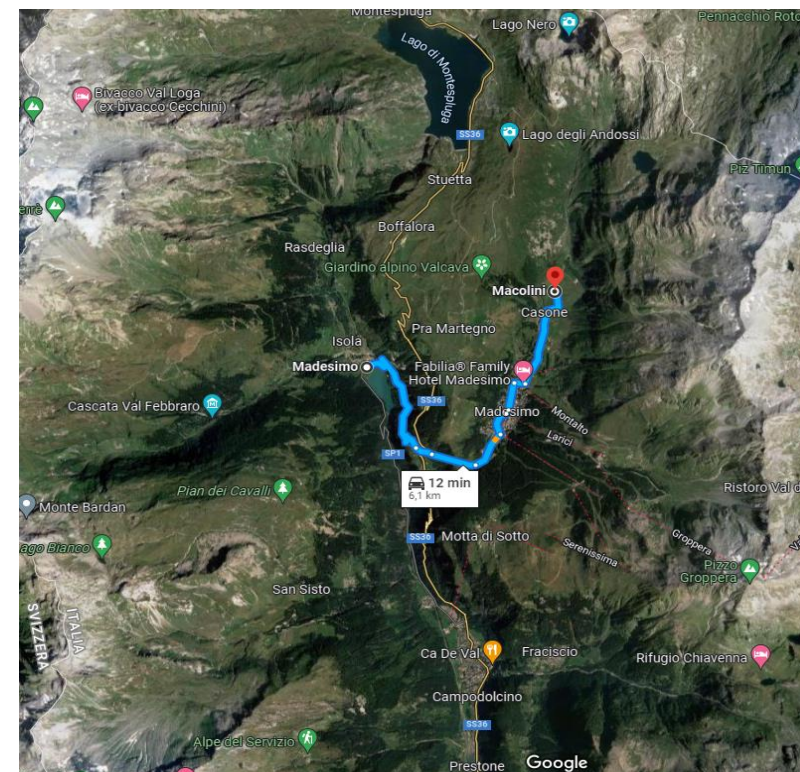 Montespluga
Lago Nero
Pennacchio Roto
Lago di Montespluga
Bivacco Val Loga
(ex bivacco Cecchini)
SS36
Lago degli Andossi
Piz Timun
Stuetta
errè
Boffalora
Rasdeglia
Giardino alpino Valcava
Macolini
Casone
Pra Martegno
Isola
Madesimo
Fabilia® Family
Hotel Madesimo
SS36
Cascata Val Febbraro
Madesimo
Montalto
Larici
SP1
12 min
6,1 km
Pian dei Cavalli
Ristoro Val d
Monte Bardan
SS36
Motta di Sotto
Serenissima
Groppera
Va
ago Bianco
Pizzo
Groppera
San Sisto
SVIZZERA
ITALIA
Ca De Val
Fraciscio
Rifugio Chiavenna
Campodolcino
SS36
Alpe del Servizio
Prestone
Google